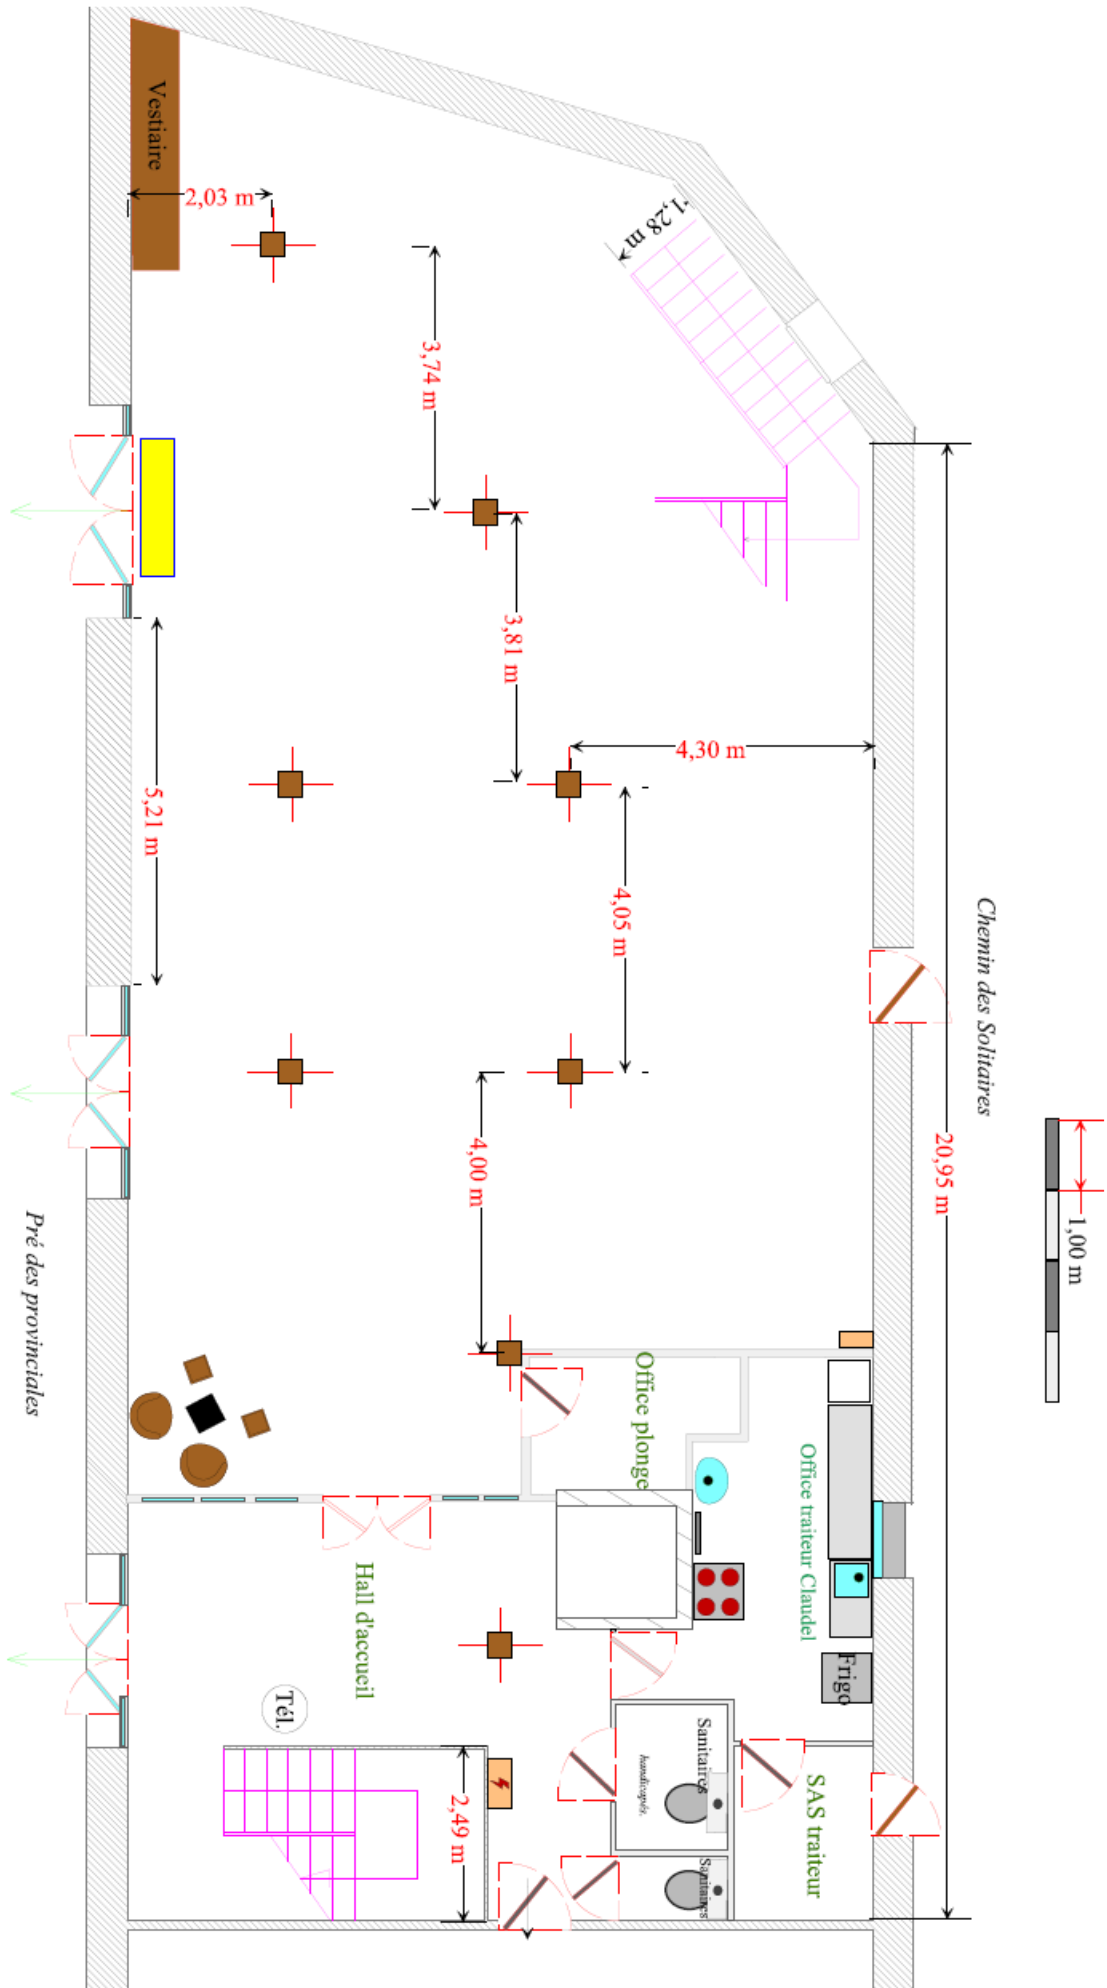 Vestiaire
2,03 m
1,28 m
3,74 m
3,81 m
4,30 m
5,21 m
4,05 m
Chemin des Solitaires
20,95 m
4,00 m
1,00 m
Pré des provinciales
Office plonge
Office traiteur Claudel
Hall d'accueil
Frigo
Tél.
Sanitaires
handicapés.
SAS traiteur
2,49 m
Sanitaires